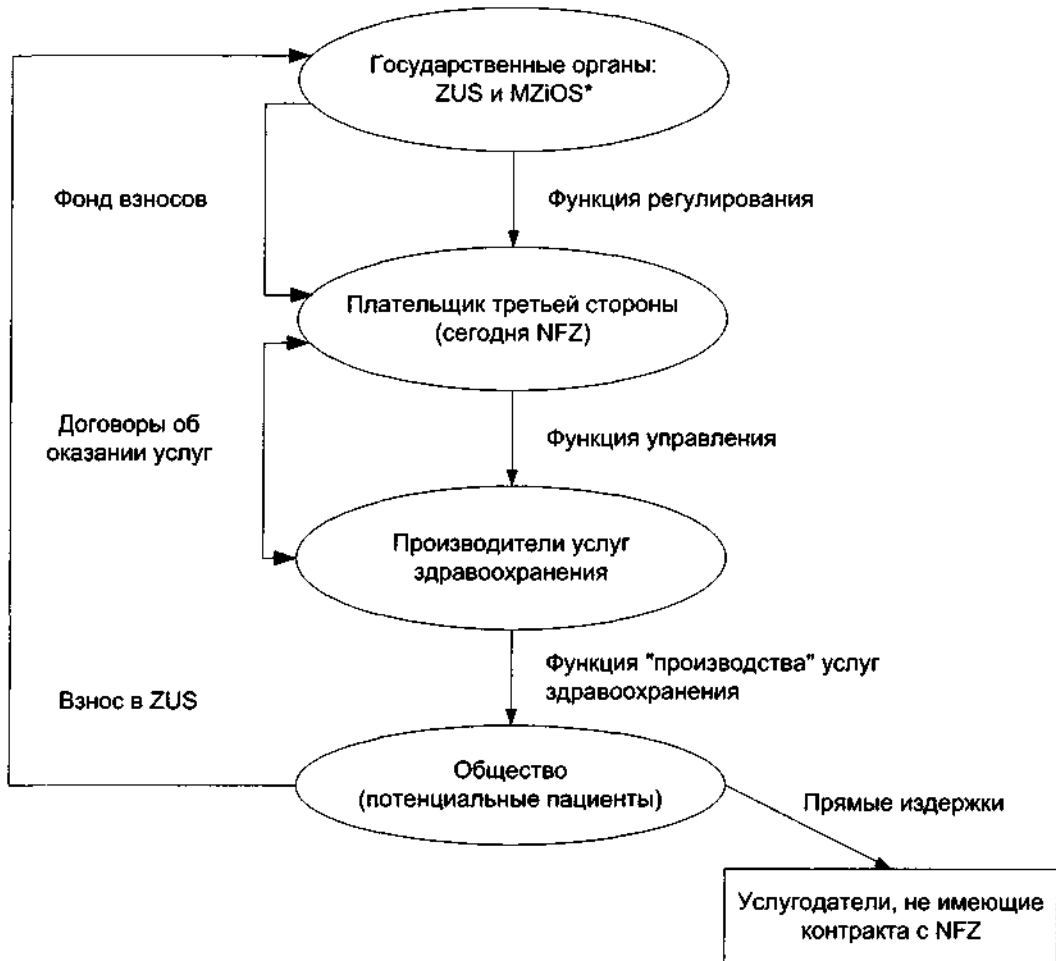 Государственные органы:
ZUS и MZiOS*
Фонд взносов
Функция регулирования
Плательщик третьей стороны
(сегодня NFZ)
Договоры об
оказании услуг
Функция управления
Производители услуг
здравоохранения
Функция "производства" услуг
здравоохранения
Взнос в ZUS
Общество
(потенциальные пациенты)
Прямые издержки
Услугодатели, не имеющие
контракта с NFZ